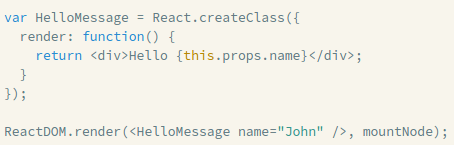 var HelloMessage = React.createClass({
  render: function() {
    return <div>Hello {this.props.name}</div>;
  }
});

ReactDOM.render(<HelloMessage name="John" />, mountNode);